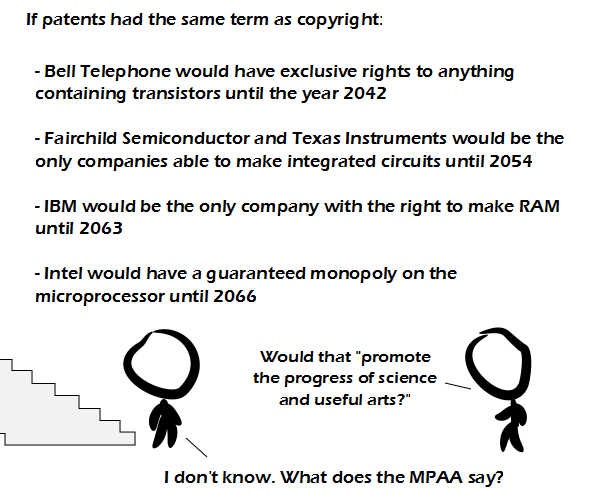 If patents had the same term as copyright:
- Bell Telephone would have exclusive rights to anything
containing transistors until the year 2042
- Fairchild Semiconductor and Texas Instruments would be the
only companies able to make integrated circuits until 2054
- IBM would be the only company with the right to make RAM
until 2063
- Intel would have a guaranteed monopoly on the
microprocessor until 2066
Would that "promote
the progress of science
and useful arts?"
I don't know. What does the MPAA say?